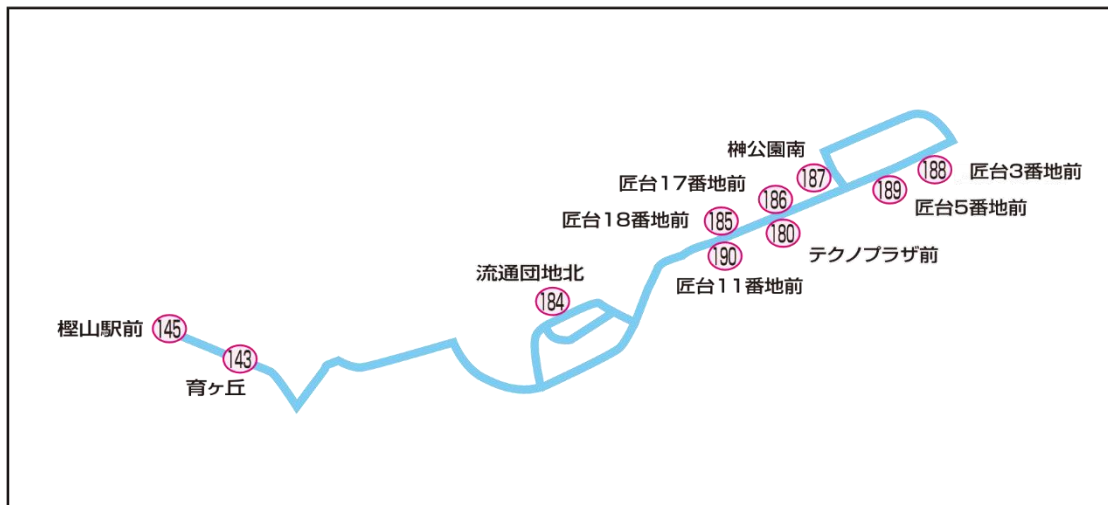 榊公園南
187
188
匠台3番地前
匠台17番地前
186
189
匠台5番地前
匠台18番地前
185
180
テクノプラザ前
190
匠台11番地前
流通団地北
184
樫山駅前
145
143
育ヶ丘